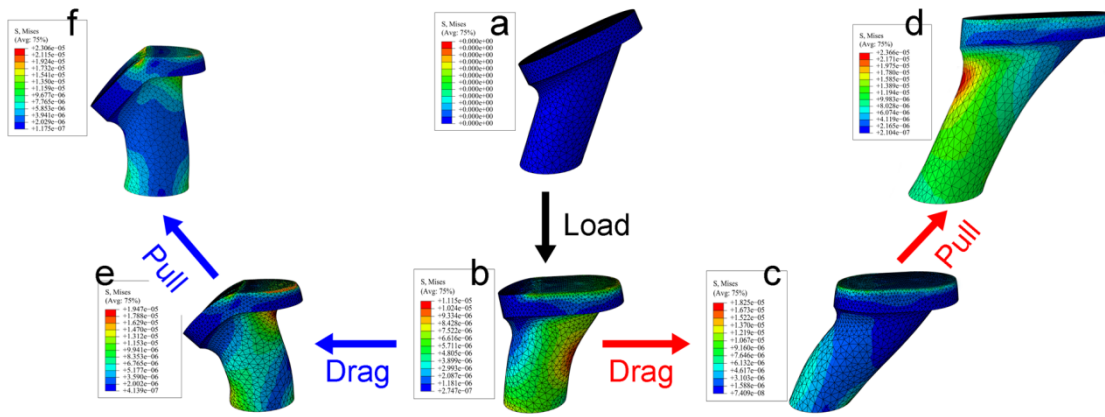 f
S, Mises
(Avg: 75%)
+2.306e−05
+2.115e−05
+1.924e−05
+1.732e−05
+1.541e−05
+1.350e−05
+1.159e−05
+9.677e−06
+7.765e−06
+5.853e−06
+3.941e−06
+2.029e−06
+1.175e−07
a
S, Mises
(Avg: 75%)
+0.000e+00
+0.000e+00
+0.000e+00
+0.000e+00
+0.000e+00
+0.000e+00
+0.000e+00
+0.000e+00
+0.000e+00
+0.000e+00
+0.000e+00
+0.000e+00
+0.000e+00
d
S, Mises
(Avg: 75%)
+2.366e−05
+2.171e−05
+1.975e−05
+1.780e−05
+1.585e−05
+1.389e−05
+1.194e−05
+9.983e−06
+8.028e−06
+6.074e−06
+4.119e−06
+2.165e−06
+2.104e−07
Load
Pull
Pull
e
S, Mises
(Avg: 75%)
+1.947e−05
+1.788e−05
+1.629e−05
+1.470e−05
+1.312e−05
+1.153e−05
+9.941e−06
+8.353e−06
+6.765e−06
+5.177e−06
+3.590e−06
+2.002e−06
+4.139e−07
Drag
b
S, Mises
(Avg: 75%)
+1.115e−05
+1.024e−05
+9.334e−06
+8.428e−06
+7.522e−06
+6.616e−06
+5.711e−06
+4.805e−06
+3.899e−06
+2.993e−06
+2.087e−06
+1.181e−06
+2.747e−07
Drag
c
S, Mises
(Avg: 75%)
+1.825e−05
+1.673e−05
+1.522e−05
+1.370e−05
+1.219e−05
+1.067e−05
+9.160e−06
+7.646e−06
+6.132e−06
+4.617e−06
+3.103e−06
+1.588e−06
+7.409e−08